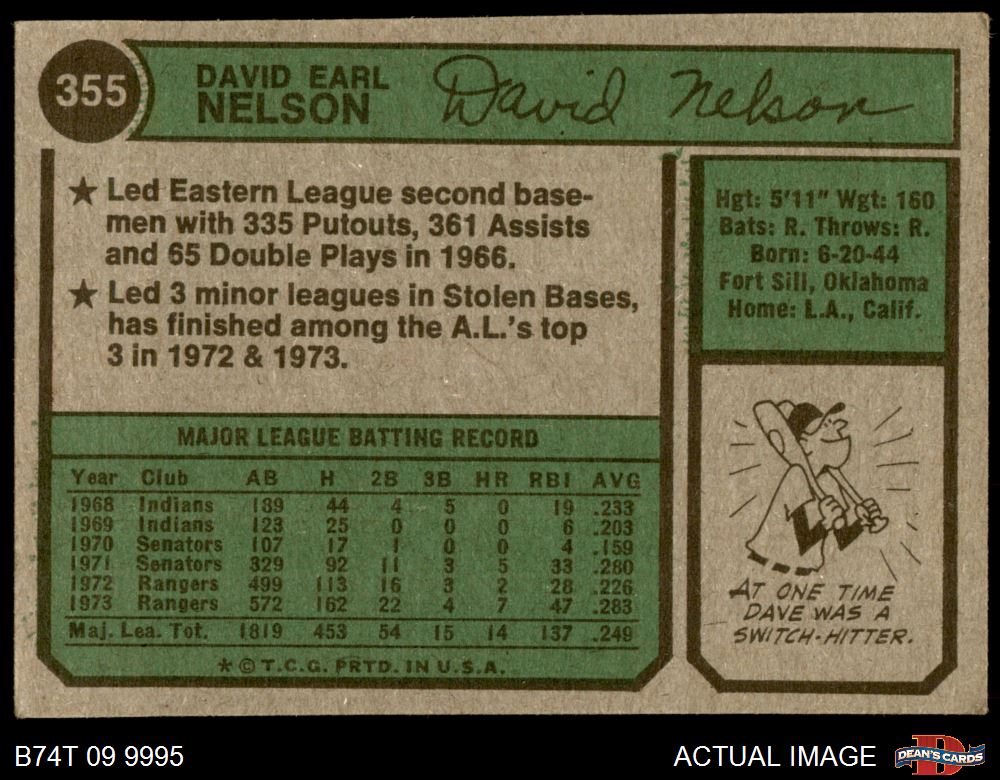 355
DAVID EARL
NELSON
David Nelson
★ Led Eastern League second base-
men with 335 Putouts, 361 Assists
and 65 Double Plays in 1966.
★ Led 3 minor leagues in Stolen Bases,
has finished among the A.L.'s top
3 in 1972 & 1973.
Hgt: 5'11" Wgt: 160
Bats: R. Throws: R.
Born: 6-20-44
Fort Sill, Oklahoma
Home: L.A., Calif.
MAJOR LEAGUE BATTING RECORD
Year Club AB H 2B 3B HR RBI AVG
1968 Indians 189 44 4 5 0 19 .233
1969 Indians 123 25 0 0 0 6 .203
1970 Senators 107 17 1 0 0 4 .159
1971 Senators 329 92 11 3 5 33 .280
1972 Rangers 499 113 16 3 2 28 .226
1973 Rangers 572 162 22 4 7 47 .283
Maj. Lea. Tot. 1819 453 54 15 14 137 .249
* © T.C.G. PRTD. IN U.S.A.
AT ONE TIME
DAVE WAS A
SWITCH-HITTER.
B74T 09 9995
ACTUAL IMAGE
DEAN'S CARDS